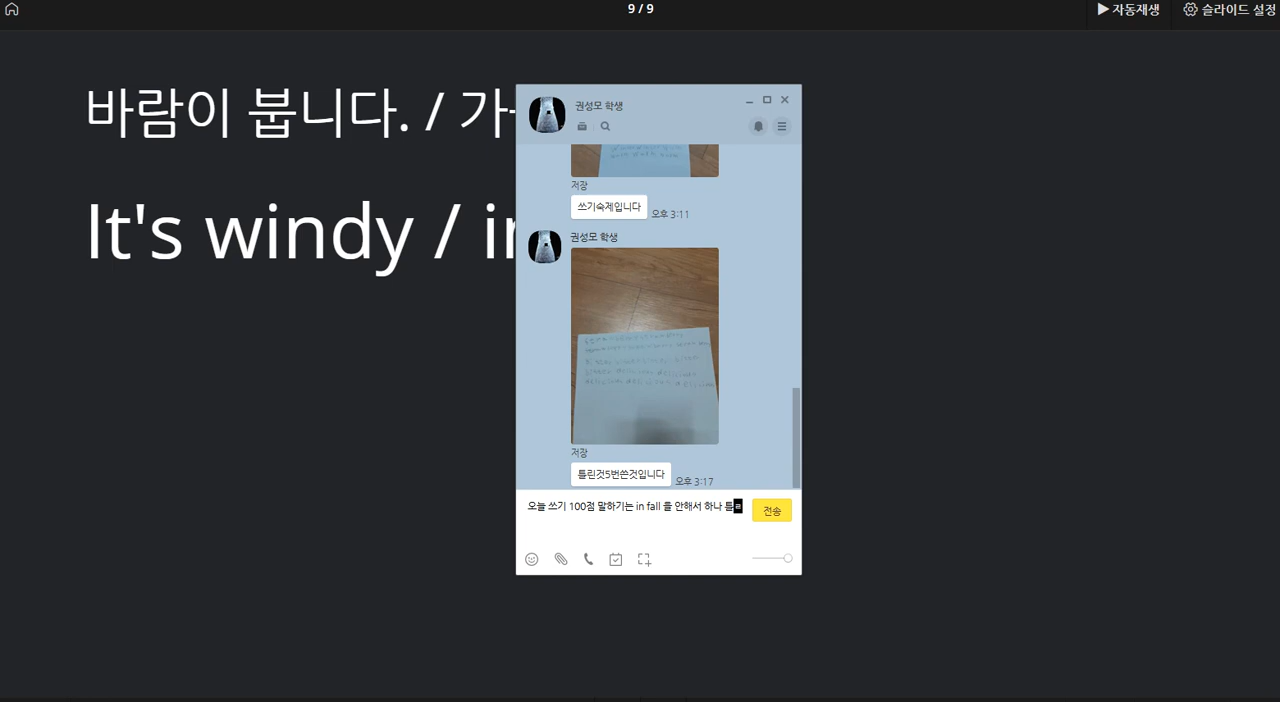 9 / 9
▶ 자동재생
슬라이드 설정
바람이 붑니다. / 가
It's windy / in
권성모 학생
저장
쓰기숙제입니다
오후 3:11
권성모 학생
저장
틀린것5번쓴것입니다
오후 3:17
오늘 쓰기 100점 말하기는 in fall 을 안해서 하나 틈ㄹ
전송